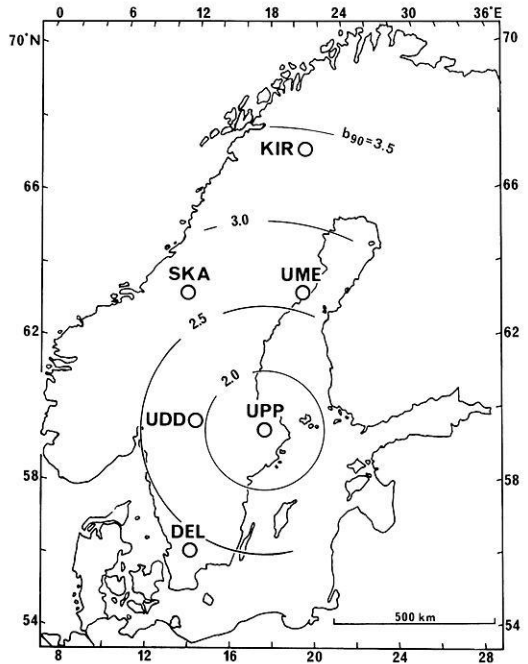 0 6 11 12 18 24 26 36°E
70°N 70
b90=3.5
KIR
66 66
3.0
SKA UME
62 62
2.5
2.0
UDD UPP
58 58
DEL
500 km
54 54
8 12 16 20 24 28